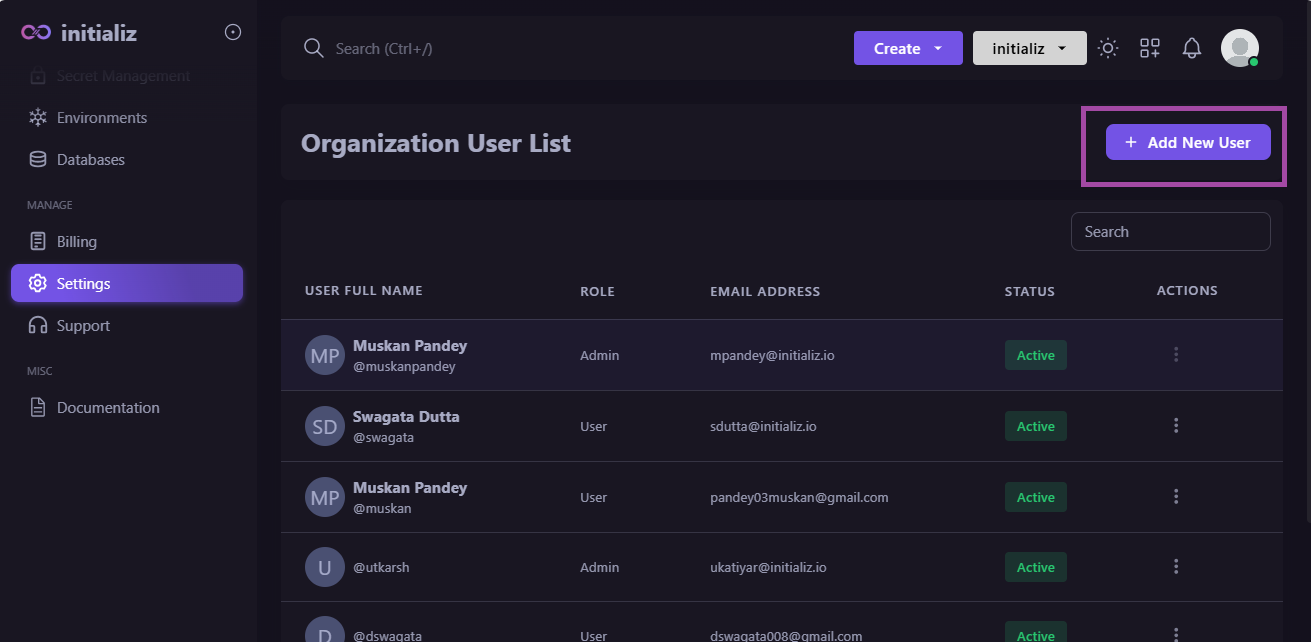 initializ
Secret Management
Environments
Databases
MANAGE
Billing
Settings
Support
MISC
Documentation
Search (Ctrl+/)
Create
initializ
Organization User List
+ Add New User
Search
USER FULL NAME ROLE EMAIL ADDRESS STATUS ACTIONS
MP Muskan Pandey
@muskanpandey Admin mpandey@initializ.io Active
SD Swagata Dutta
@swagata User sdutta@initializ.io Active
MP Muskan Pandey
@muskan User pandey03muskan@gmail.com Active
U @utkarsh Admin ukatiyar@initializ.io Active
D @dswagata User dswagata008@gmail.com Active